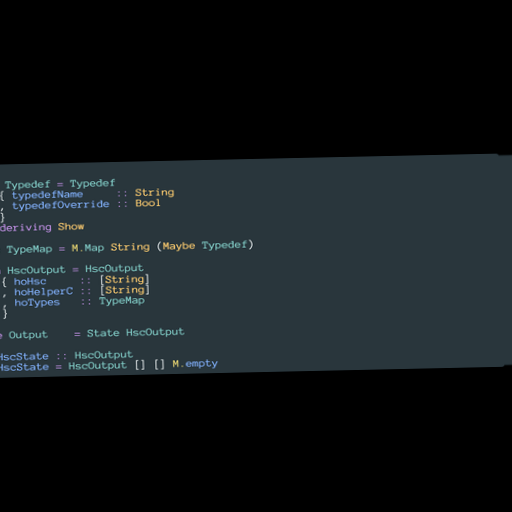 Typedef = Typedef
{ typedefName     :: String
, typedefOverride :: Bool
}
deriving Show
TypeMap = M.Map String (Maybe Typedef)
HscOutput = HscOutput
{ hoHsc     :: [String]
, hoHelperC :: [String]
, hoTypes   :: TypeMap
}
e Output    = State HscOutput
HscState :: HscOutput
HscState = HscOutput [] [] M.empty